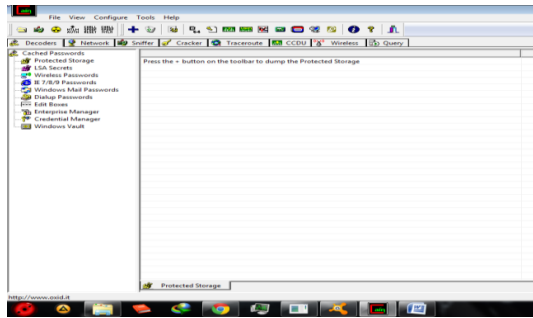 File View Configure Tools Help
Decoders Network Sniffer Cracker Traceroute CCDU Wireless Query
Cached Passwords
Protected Storage
LSA Secrets
Wireless Passwords
IE 7/8/9 Passwords
Windows Mail Passwords
Dialup Passwords
Edit Boxes
Enterprise Manager
Credential Manager
Windows Vault
Press the + button on the toolbar to dump the Protected Storage
Protected Storage
http://www.oxid.it